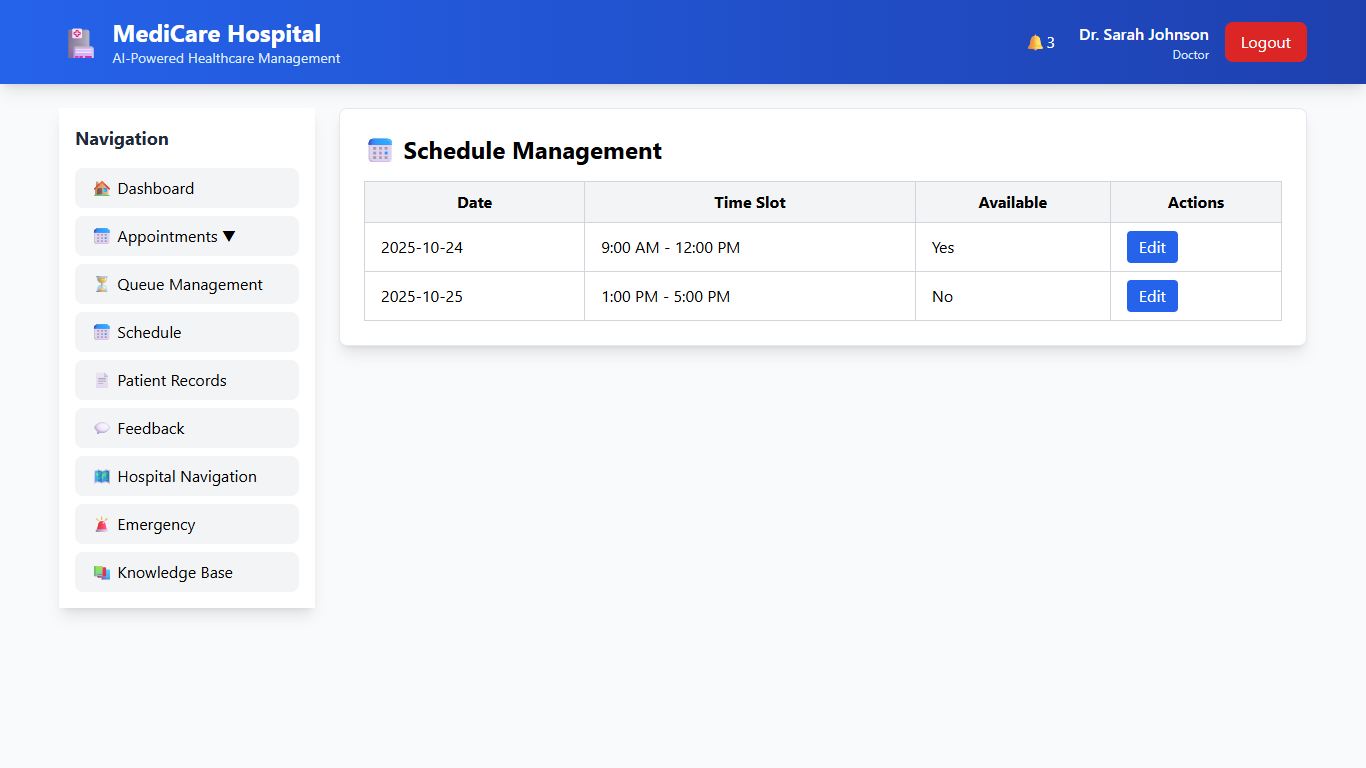 MediCare Hospital
AI-Powered Healthcare Management
3
Dr. Sarah Johnson
Doctor
Logout
Navigation
Dashboard
Appointments ▼
Queue Management
Schedule
Patient Records
Feedback
Hospital Navigation
Emergency
Knowledge Base
Schedule Management
Date Time Slot Available Actions
2025-10-24 9:00 AM - 12:00 PM Yes Edit
2025-10-25 1:00 PM - 5:00 PM No Edit